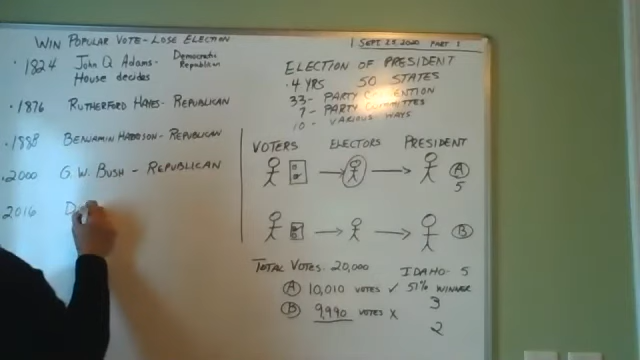 WIN POPULAR VOTE - LOSE ELECTION
· 1824 John Q Adams - Democratic
Republican
House decides
· 1876 RUTHERFORD HAYES - REPUBLICAN
· 1888 BENJAMIN HARRISON - REPUBLICAN
· 2000 G. W. BUSH - REPUBLICAN
2016 D
SEPT 23, 2020 PART 1
ELECTION OF PRESIDENT
· 4 YRS 50 STATES
33 - PARTY CONVENTION
7 - PARTY COMMITTEES
10 - VARIOUS WAYS
VOTERS ELECTORS PRESIDENT
A
5
B
TOTAL VOTES: 20,000 IDAHO - 5
A 10,010 VOTES ✓ 51% WINNER
B 9,990 VOTES X 3
2